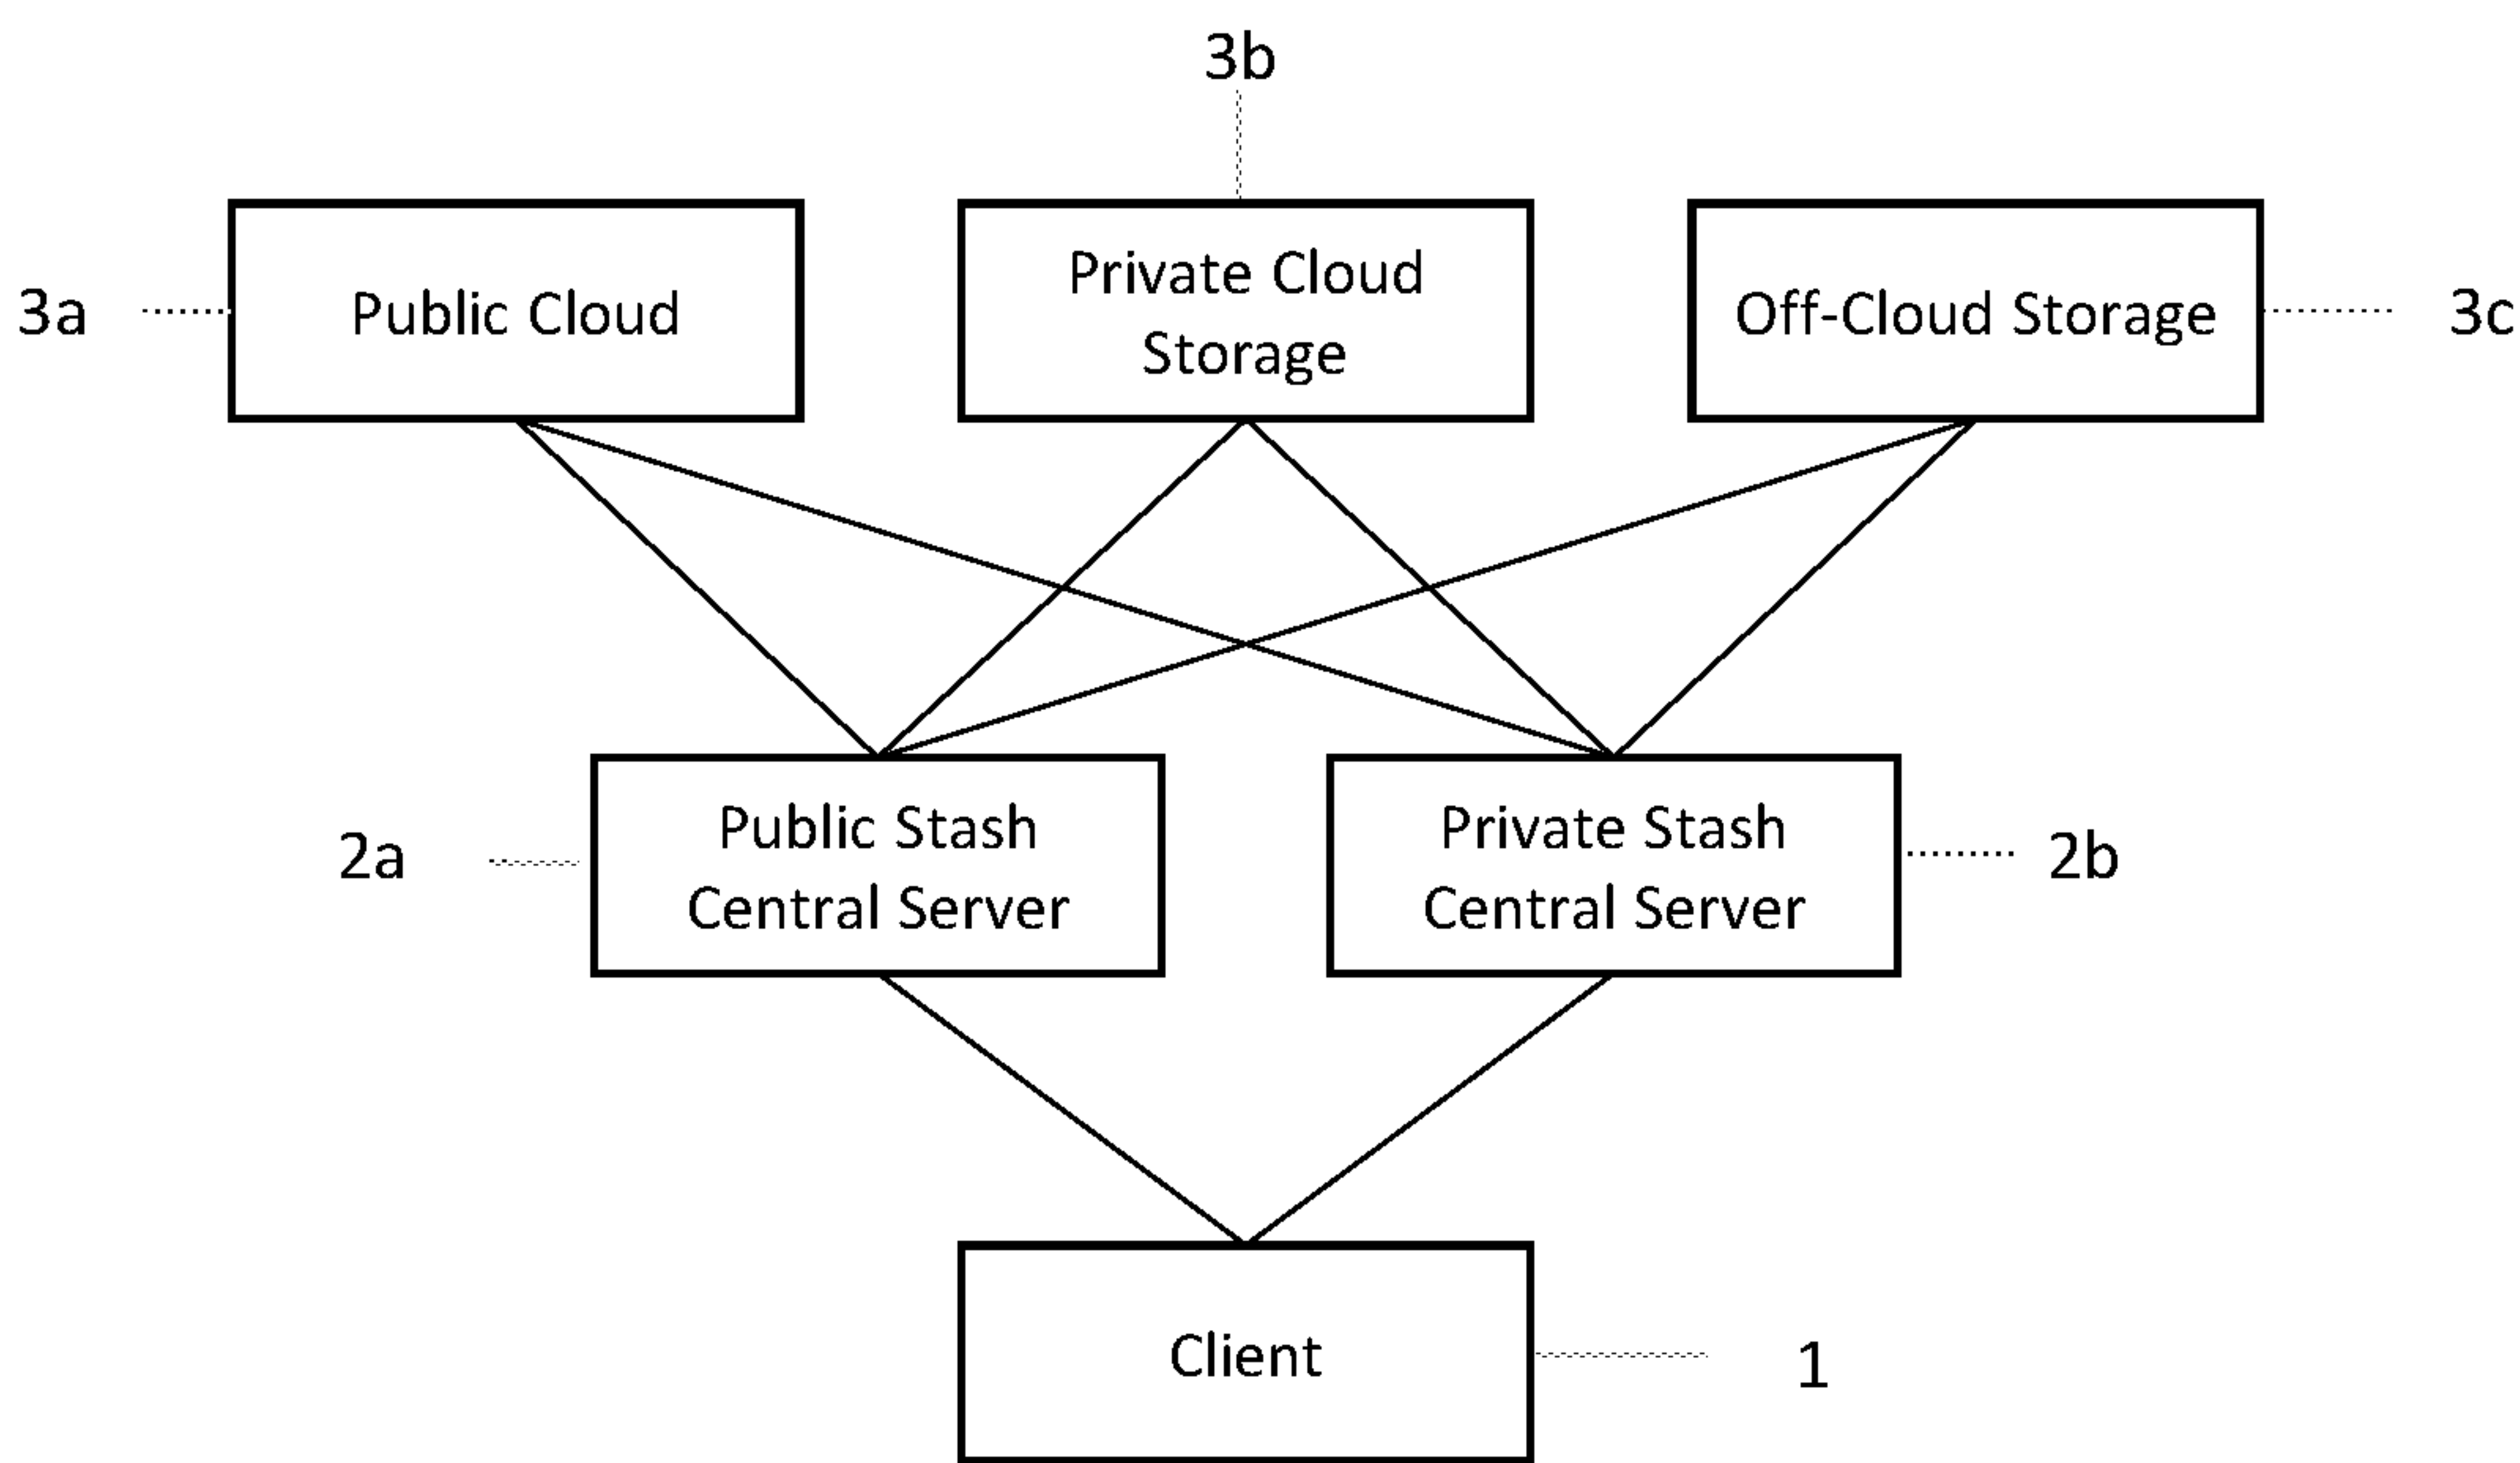 3b
3a
Public Cloud
Private Cloud
Storage
Off-Cloud Storage
3c
2a
Public Stash
Central Server
Private Stash
Central Server
2b
Client
1